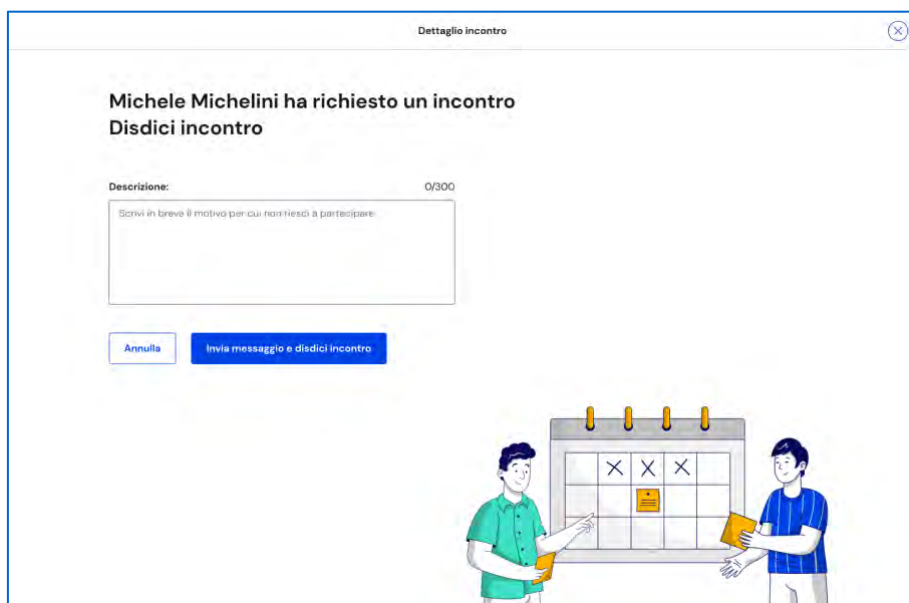 Dettaglio incontro
Michele Michelini ha richiesto un incontro
Disdici incontro
Descrizione: 0/300
Scrivi in breve il motivo per cui non riesci a partecipare
Annulla Invia messaggio e disdici incontro